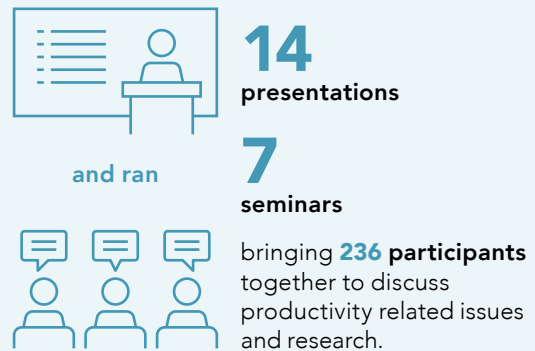 14
presentations
and ran
7
seminars
bringing 236 participants
together to discuss
productivity related issues
and research.